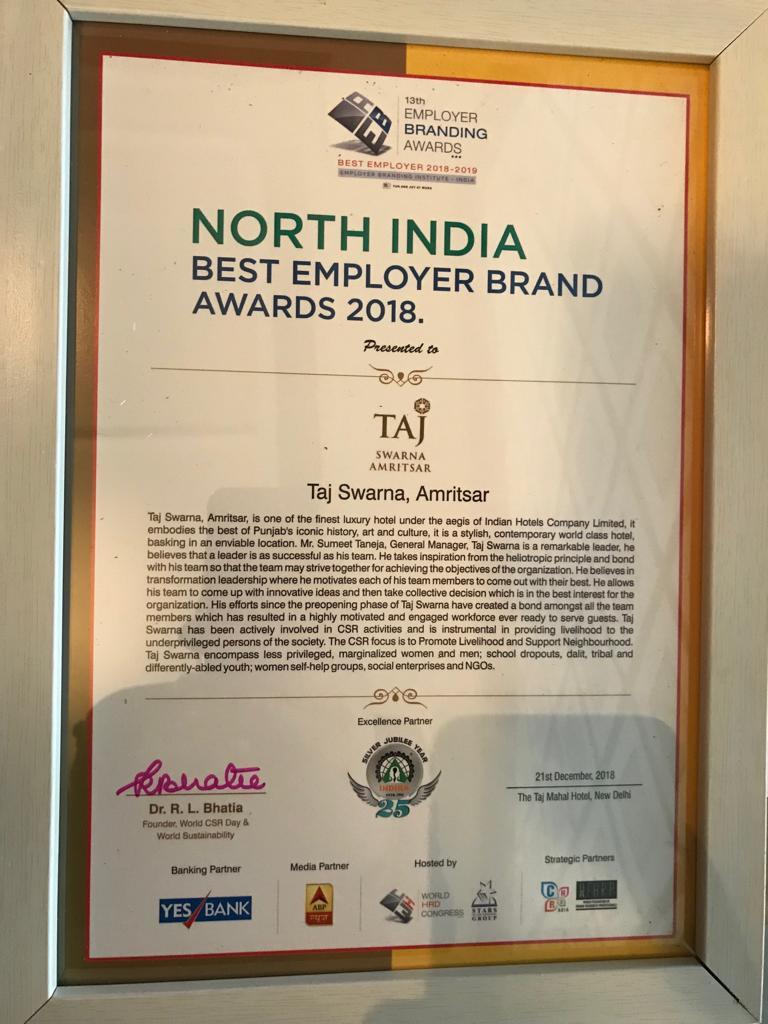 13th
EMPLOYER
BRANDING
AWARDS
BEST EMPLOYER 2018-2019
EMPLOYER BRANDING INSTITUTE - INDIA
NORTH INDIA
BEST EMPLOYER BRAND
AWARDS 2018.
Presented to
TAJ
SWARNA
AMRITSAR
Taj Swarna, Amritsar
Taj Swarna, Amritsar, is one of the finest luxury hotel under the aegis of Indian Hotels Company Limited, it
embodies the best of Punjab's iconic history, art and culture, it is a stylish, contemporary world class hotel,
basking in an enviable location. Mr. Sumeet Taneja, General Manager, Taj Swarna is a remarkable leader, he
believes that a leader is as successful as his team. He takes inspiration from the heliotropic principle and bond
with his team so that the team may strive together for achieving the objectives of the organization. He believes in
transformation leadership where he motivates each of his team members to come out with their best. He allows
his team to come up with innovative ideas and then take collective decision which is in the best interest for the
organization. His efforts since the preopening phase of Taj Swarna have created a bond amongst all the team
members which has resulted in a highly motivated and engaged workforce ever ready to serve guests. Taj
Swarna has been actively involved in CSR activities and is instrumental in providing livelihood to the
underprivileged persons of the society. The CSR focus is to Promote Livelihood and Support Neighbourhood.
Taj Swarna encompass less privileged, marginalized women and men; school dropouts, dalit, tribal and
differently-abled youth; women self-help groups, social enterprises and NGOs.
Excellence Partner
SILVER JUBILEE YEAR
INDIRA
25
RBhatia
Dr. R. L. Bhatia
Founder, World CSR Day &
World Sustainability
21st December, 2018
The Taj Mahal Hotel, New Delhi
Banking Partner
Media Partner
Hosted by
Strategic Partners
YES BANK
ABP
न्यूज़
WORLD
HRD
CONGRESS
STARS
GROUP
ASIA